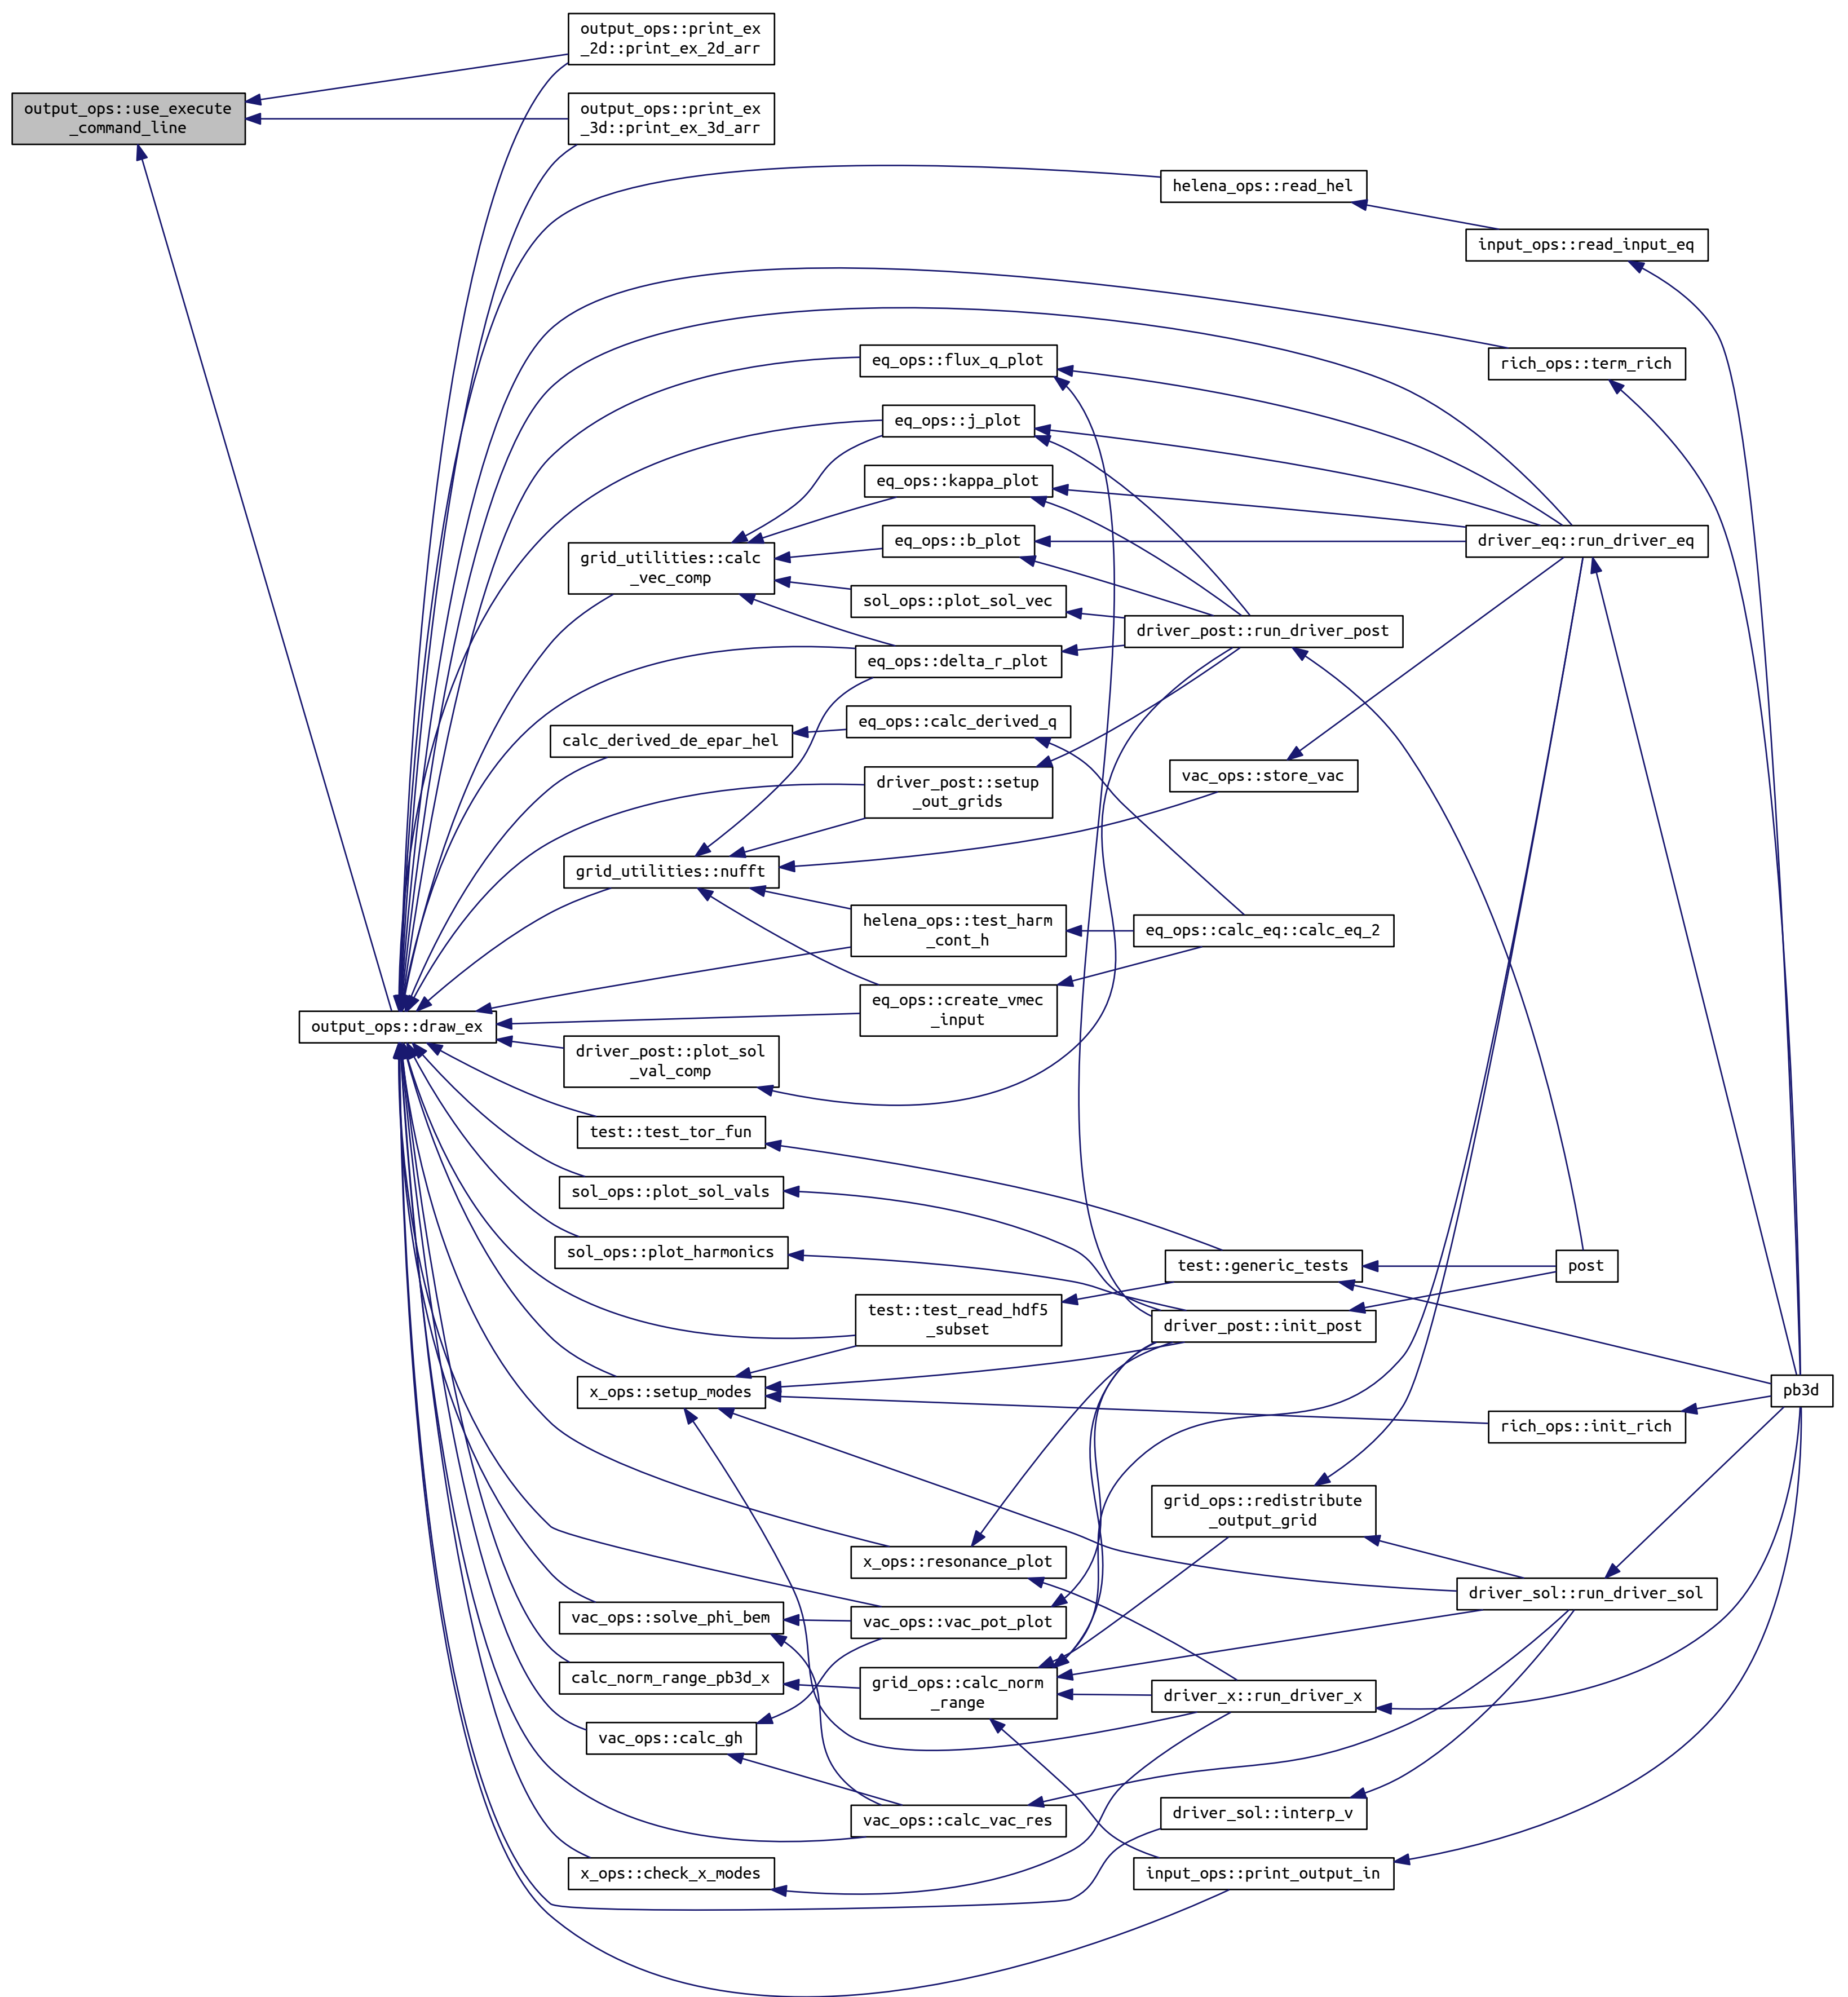 output_ops::print_ex
_2d::print_ex_2d_arr
output_ops::use_execute
_command_line
output_ops::print_ex
_3d::print_ex_3d_arr
helena_ops::read_hel
input_ops::read_input_eq
rich_ops::term_rich
eq_ops::flux_q_plot
eq_ops::j_plot
eq_ops::kappa_plot
eq_ops::b_plot
driver_eq::run_driver_eq
grid_utilities::calc
_vec_comp
sol_ops::plot_sol_vec
driver_post::run_driver_post
eq_ops::delta_r_plot
eq_ops::calc_derived_q
calc_derived_de_epar_hel
driver_post::setup
_out_grids
vac_ops::store_vac
grid_utilities::nufft
helena_ops::test_harm
_cont_h
eq_ops::calc_eq::calc_eq_2
eq_ops::create_vmec
_input
output_ops::draw_ex
driver_post::plot_sol
_val_comp
test::test_tor_fun
sol_ops::plot_sol_vals
sol_ops::plot_harmonics
test::generic_tests
post
test::test_read_hdf5
_subset
driver_post::init_post
x_ops::setup_modes
pb3d
rich_ops::init_rich
grid_ops::redistribute
_output_grid
x_ops::resonance_plot
driver_sol::run_driver_sol
vac_ops::solve_phi_bem
vac_ops::vac_pot_plot
calc_norm_range_pb3d_x
grid_ops::calc_norm
_range
driver_x::run_driver_x
vac_ops::calc_gh
vac_ops::calc_vac_res
driver_sol::interp_v
x_ops::check_x_modes
input_ops::print_output_in